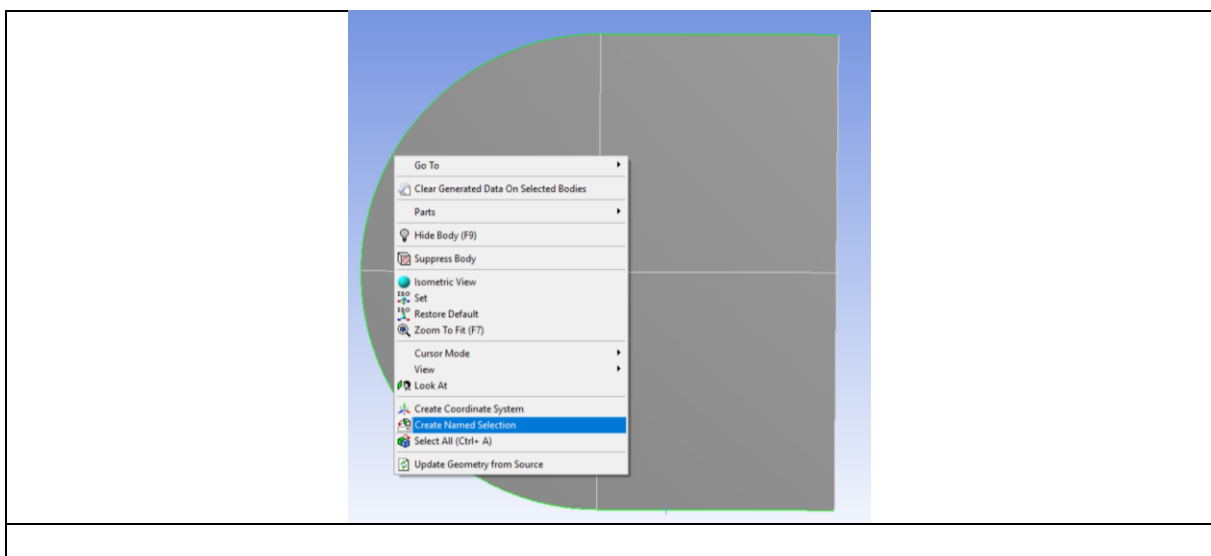 Go To
Clear Generated Data On Selected Bodies
Parts
Hide Body (F9)
Suppress Body
Isometric View
ISO Set
ISO Restore Default
Zoom To Fit (F7)
Cursor Mode
View
Look At
Create Coordinate System
Create Named Selection
Select All (Ctrl+ A)
Update Geometry from Source